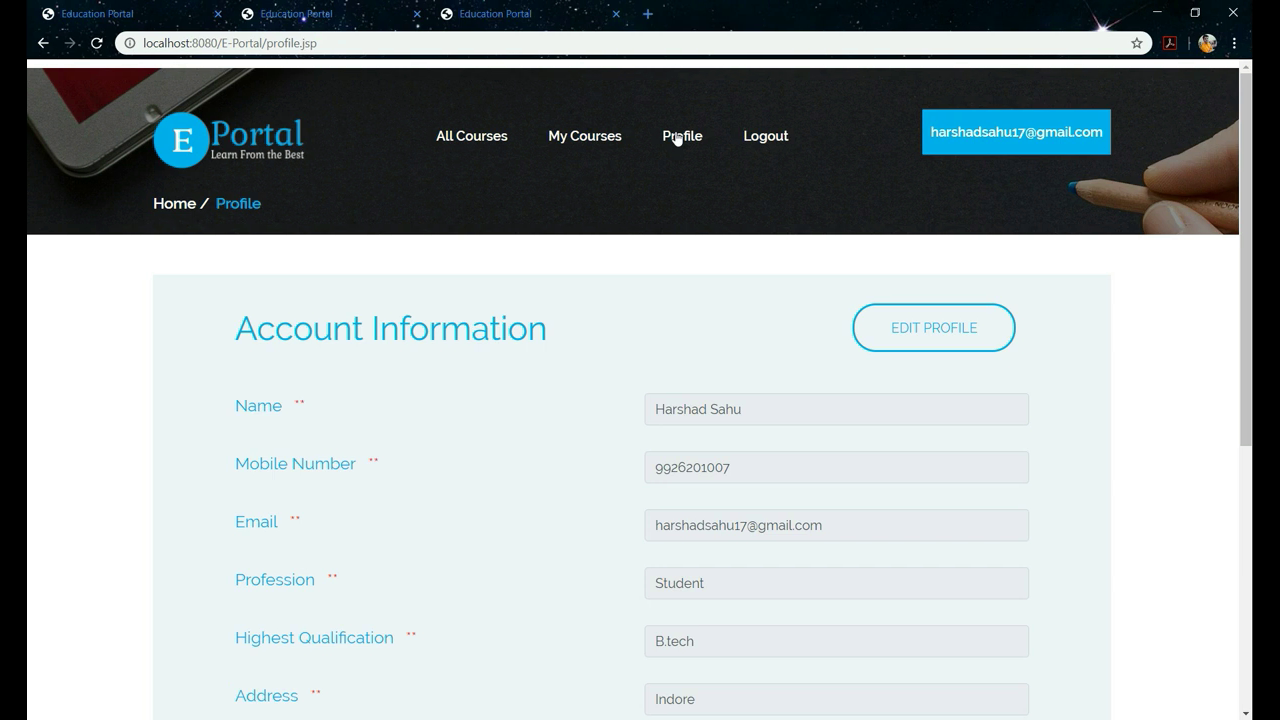 Education Portal
Education Portal
Education Portal
localhost:8080/E-Portal/profile.jsp
E Portal
Learn From the Best
All Courses
My Courses
Profile
Logout
harshadsahu17@gmail.com
Home / Profile
Account Information
EDIT PROFILE
Name **
Harshad Sahu
Mobile Number **
9926201007
Email **
harshadsahu17@gmail.com
Profession **
Student
Highest Qualification **
B.tech
Address **
Indore